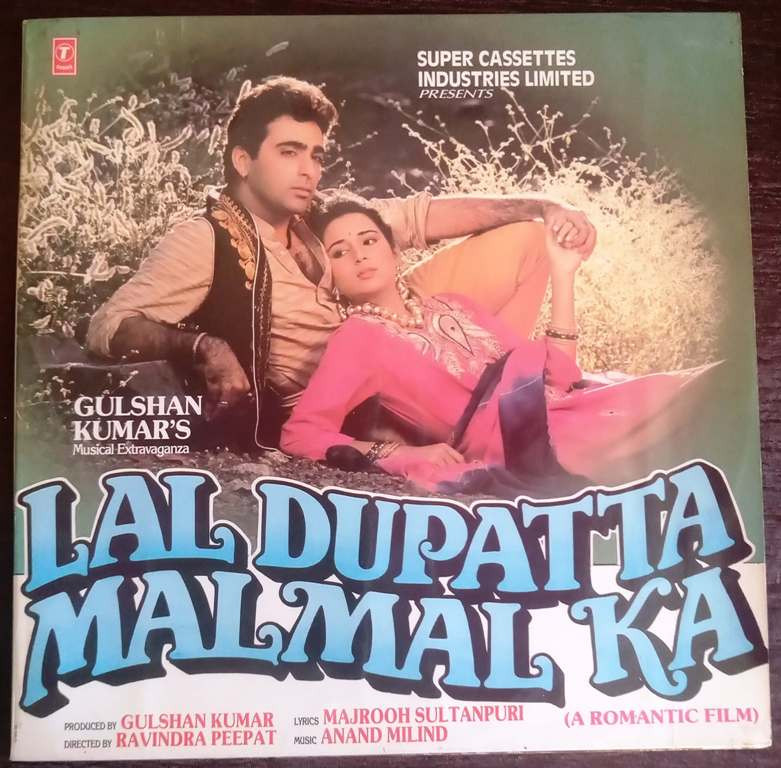 T
SUPER CASSETTES
INDUSTRIES LIMITED
PRESENTS
GULSHAN
KUMAR'S
Musical Extravaganza
LAL DUPATTA
MALMAL KA
PRODUCED BY GULSHAN KUMAR
DIRECTED BY RAVINDRA PEEPAT
LYRICS MAJROOH SULTANPURI
MUSIC ANAND MILIND
(A ROMANTIC FILM)